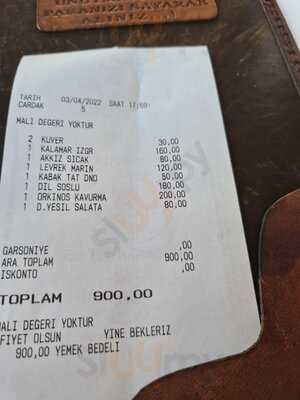 PARANIZI SAYARAK
ALINIZ
TARIH 03/04/2022 SAAT
CARDAK 5
MALI DEGERI YOKTUR
2 KUVER 30,00
1 KALAMAR IZGR 160,00
1 AKKIZ SICAK 80,00
1 LEVREK MARIN 120,00
1 KABAK TAT DND 50,00
1 DIL SOSLU 180,00
1 ORKINOS KAVURMA 200,00
1 D.YESIL SALATA 80,00
GARSONIYE ,00
ARA TOPLAM 900,00
ISKONTO ,00
TOPLAM 900,00
MALI DEGERI YOKTUR
AFIYET OLSUN YINE BEKLERIZ
900,00 YEMEK BEDELI